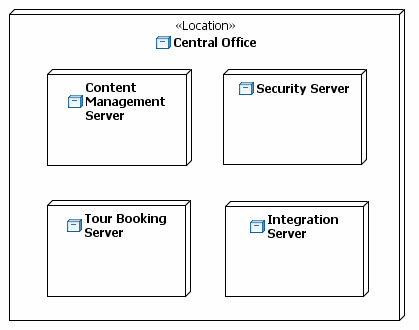 «Location»
Central Office
Content
Management
Server
Security Server
Tour Booking
Server
Integration
Server